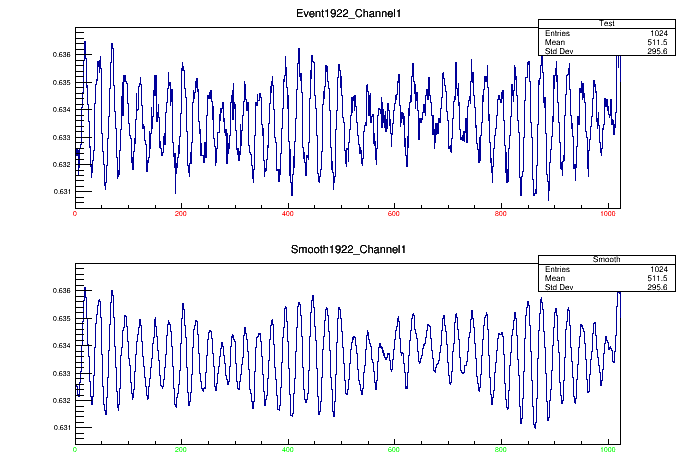 Event1922_Channel1
Test
Entries 1024
Mean 511.5
Std Dev 295.6
0.636
0.635
0.634
0.633
0.632
0.631
0 200 400 600 800 1000
Smooth1922_Channel1
Smooth
Entries 1024
Mean 511.5
Std Dev 295.6
0.636
0.635
0.634
0.633
0.632
0.631
0 200 400 600 800 1000